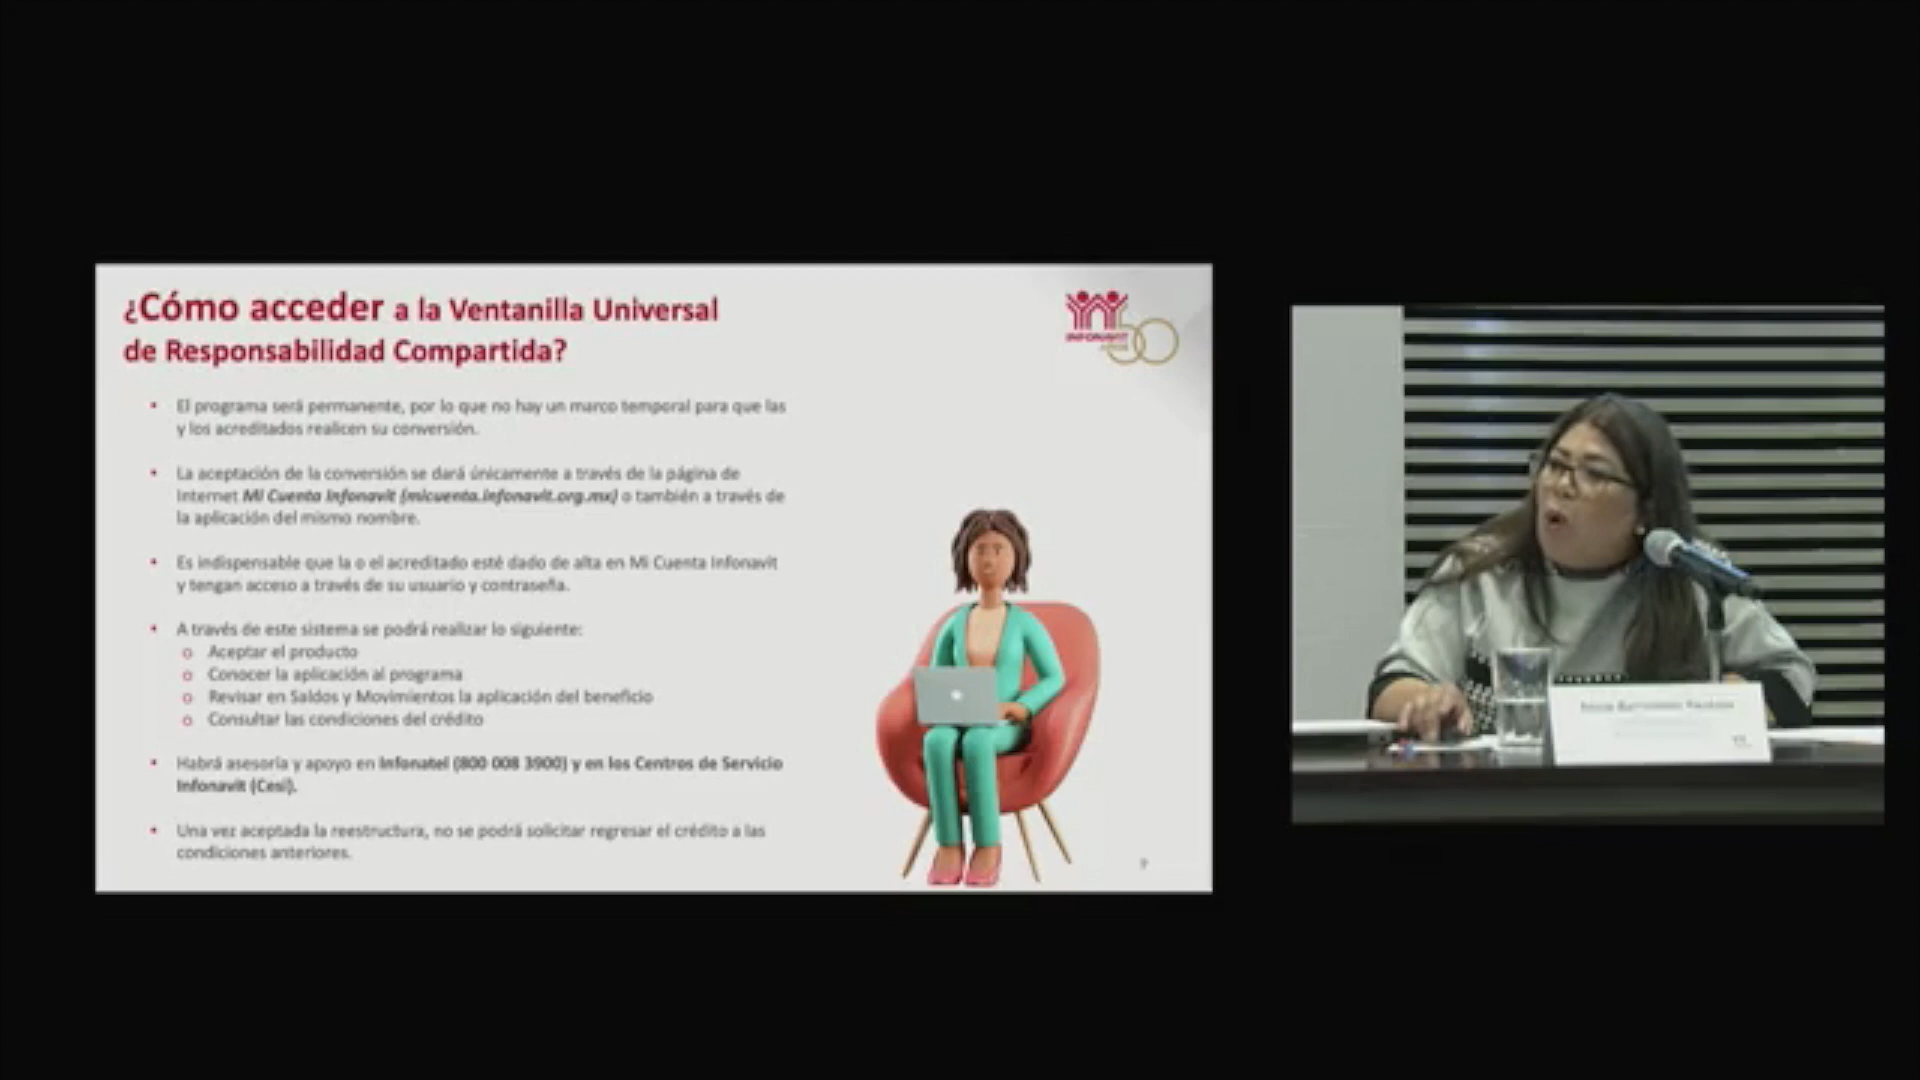 ¿Cómo acceder a la Ventanilla Universal
de Responsabilidad Compartida?
INFONAVIT
50
• El programa será permanente, por lo que no hay un marco temporal para que las
y los acreditados realicen su conversión.
• La aceptación de la conversión se dará únicamente a través de la página de
Internet Mi Cuenta Infonavit (micuenta.infonavit.org.mx) o también a través de
la aplicación del mismo nombre.
• Es indispensable que la o el acreditado esté dado de alta en Mi Cuenta Infonavit
y tengan acceso a través de su usuario y contraseña.
• A través de este sistema se podrá realizar lo siguiente:
o Aceptar el producto
o Conocer la aplicación al programa
o Revisar en Saldos y Movimientos la aplicación del beneficio
o Consultar las condiciones del crédito
• Habrá asesoría y apoyo en Infonatel (800 008 3900) y en los Centros de Servicio
Infonavit (Cesi).
• Una vez aceptada la reestructura, no se podrá solicitar regresar el crédito a las
condiciones anteriores.